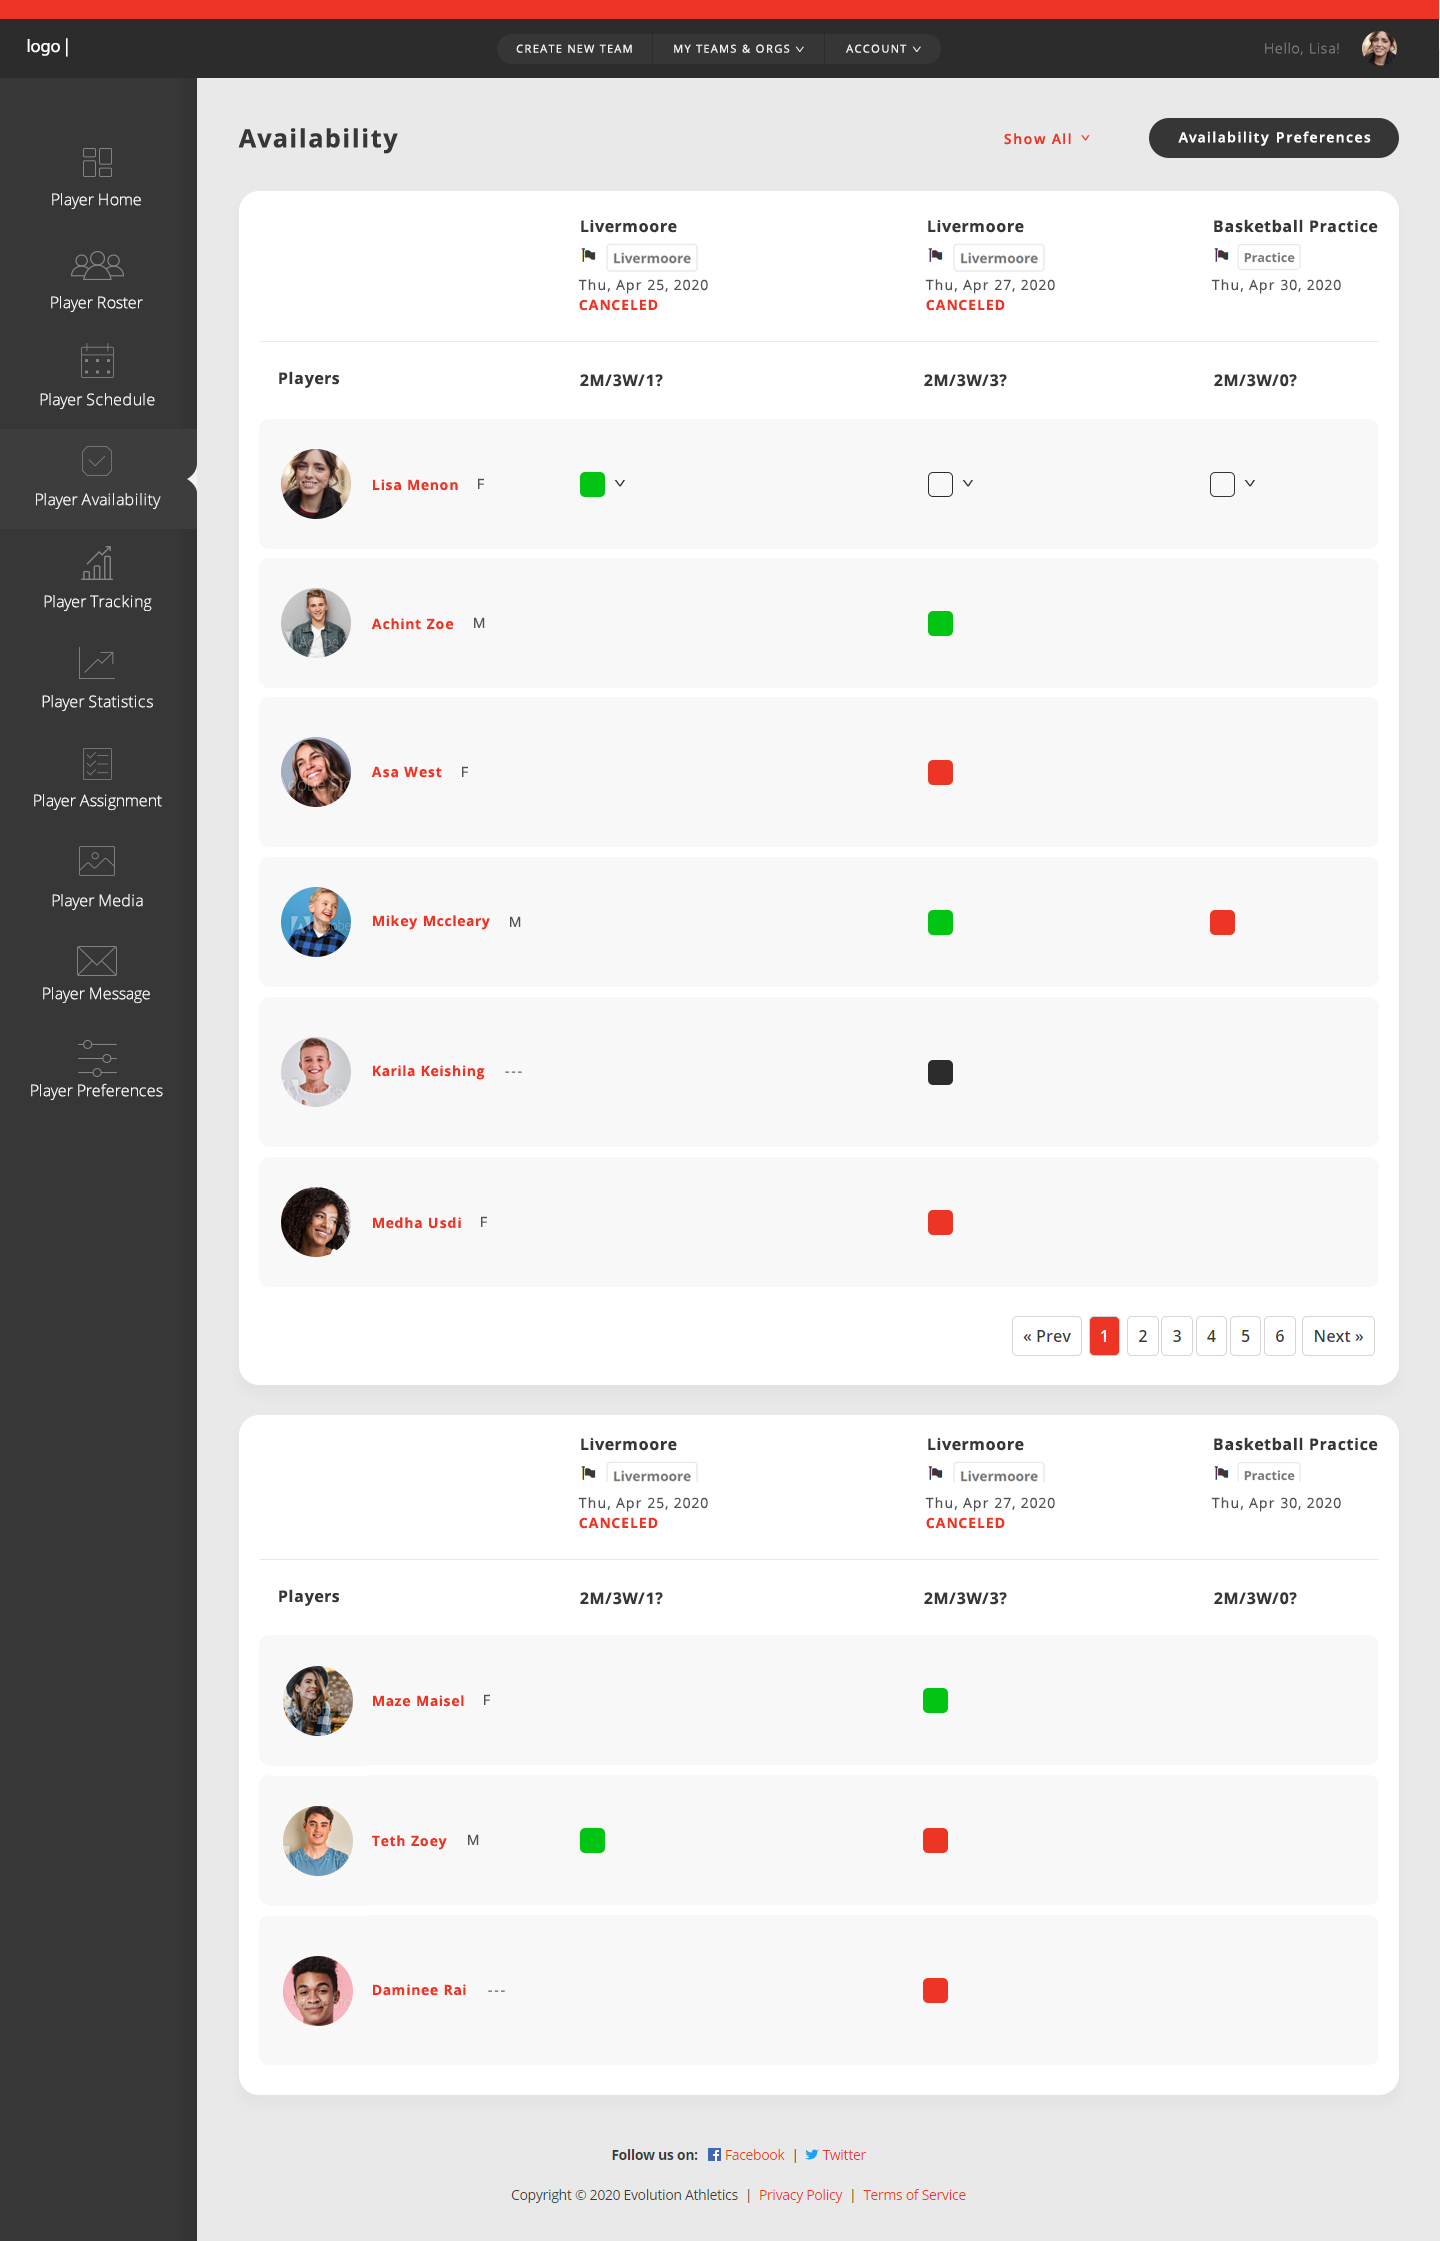 logo |
CREATE NEW TEAM MY TEAMS & ORGS ACCOUNT
Hello, Lisa!
Player Home
Player Roster
Player Schedule
Player Availability
Player Tracking
Player Statistics
Player Assignment
Player Media
Player Message
Player Preferences
Availability Show All Availability Preferences
Livermoore Livermoore Basketball Practice
Livermoore Livermoore Practice
Thu, Apr 25, 2020 Thu, Apr 27, 2020 Thu, Apr 30, 2020
CANCELED CANCELED
Players 2M/3W/1? 2M/3W/3? 2M/3W/0?
Lisa Menon F
Achint Zoe M
Asa West F
Mikey Mccleary M
Karila Keishing ---
Medha Usdi F
« Prev 1 2 3 4 5 6 Next »
Livermoore Livermoore Basketball Practice
Livermoore Livermoore Practice
Thu, Apr 25, 2020 Thu, Apr 27, 2020 Thu, Apr 30, 2020
CANCELED CANCELED
Players 2M/3W/1? 2M/3W/3? 2M/3W/0?
Maze Maisel F
Teth Zoey M
Daminee Rai ---
Follow us on: Facebook | Twitter
Copyright © 2020 Evolution Athletics | Privacy Policy | Terms of Service